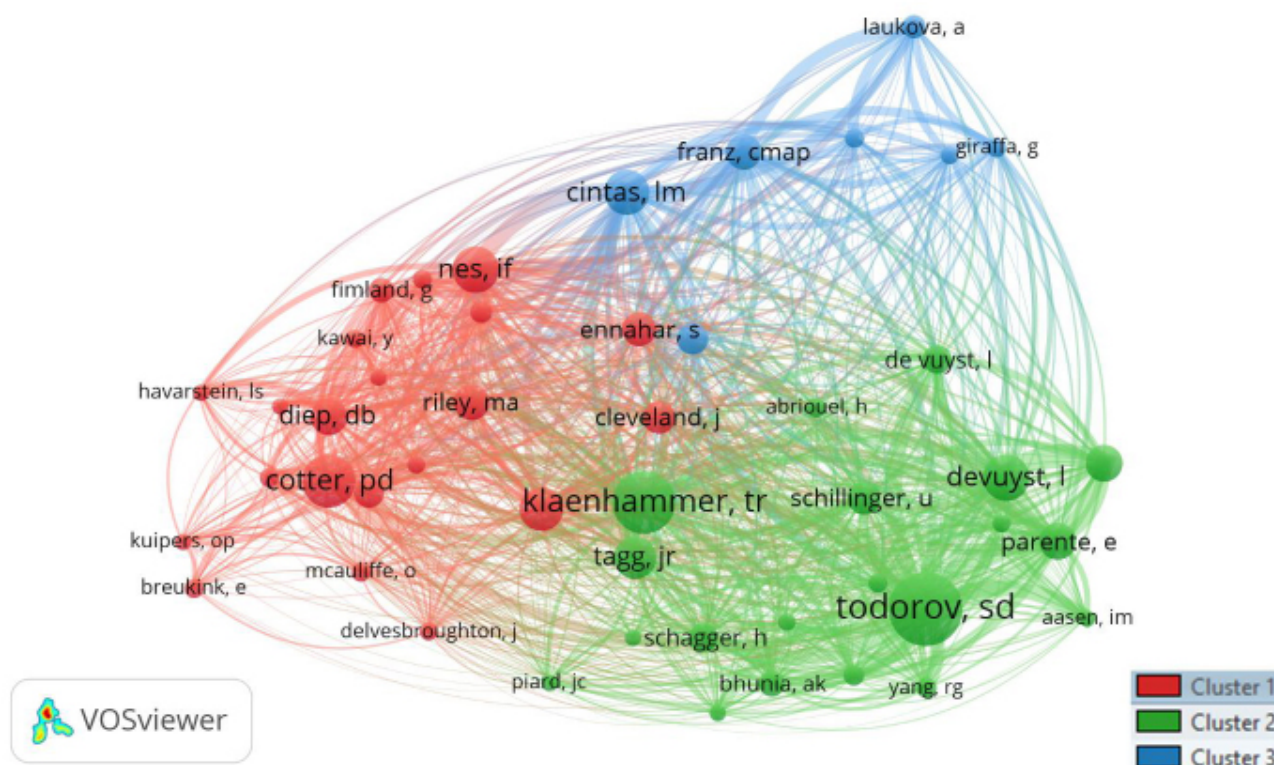 laukova, a
franz, cmap
giraffa, g
cintas, lm
nes, if
fimland, g
ennahar, s
kawai, y
de vuyst, l
havarstein, ls
riley, ma
abriouel, h
diep, db
cleveland, j
cotter, pd
devuyst, l
klaenhammer, tr
schillinger, u
kuipers, op
parente, e
tagg, jr
mcauliffe, o
breukink, e
todorov, sd
aasen, im
delvesbroughton, j
schagger, h
piard, jc
bhunia, ak
yang, rg
VOSviewer
Cluster 1
Cluster 2
Cluster 3